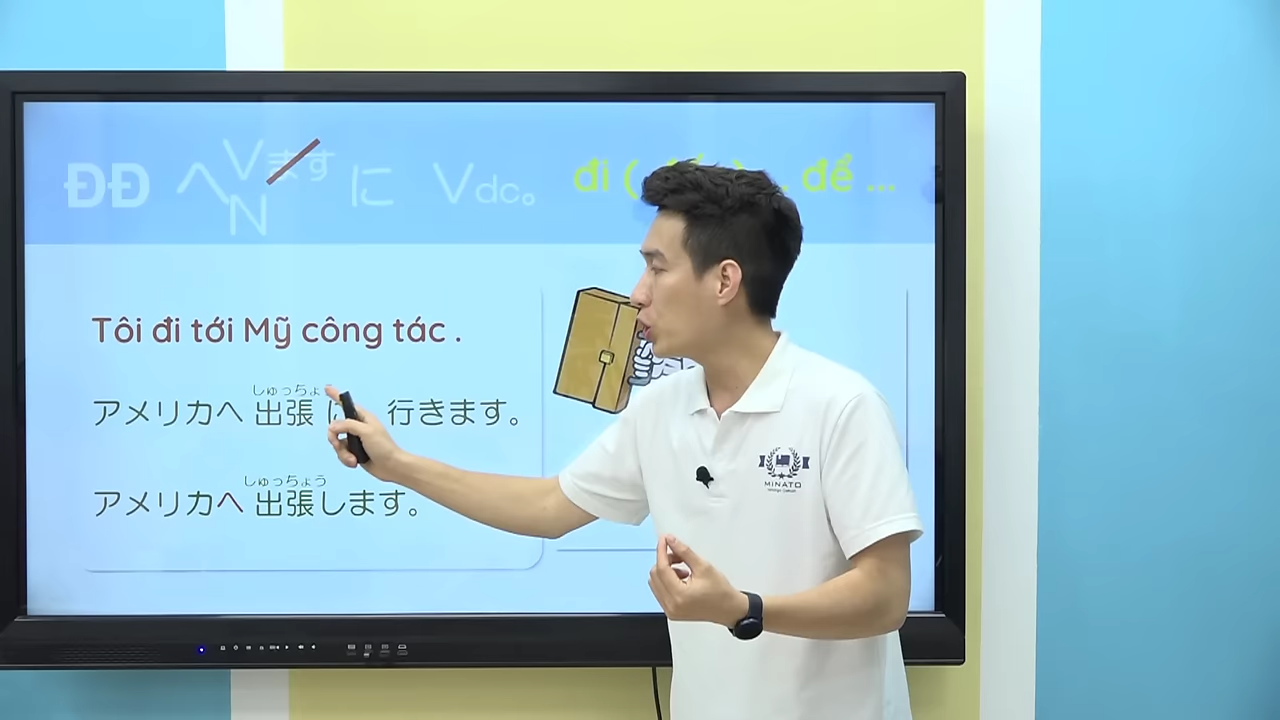 ĐĐ へ Vます に Vdc。 đi ( để ...
N
Tôi đi tới Mỹ công tác .
しゅっちょ
アメリカへ 出張 に 行きます。
しゅっちょう
アメリカへ 出張します。
MINATO